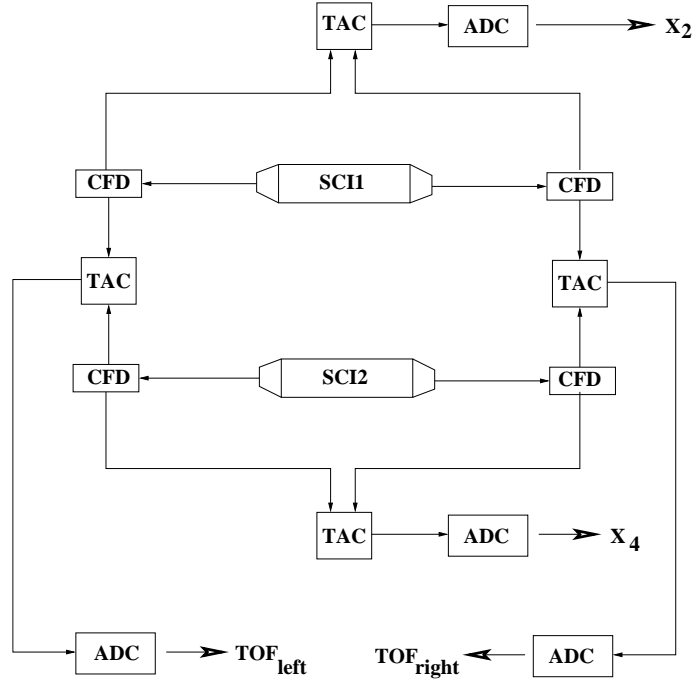 TAC
ADC
X2
CFD
SCI1
CFD
TAC
TAC
CFD
SCI2
CFD
TAC
ADC
X4
ADC
TOFleft
TOFright
ADC